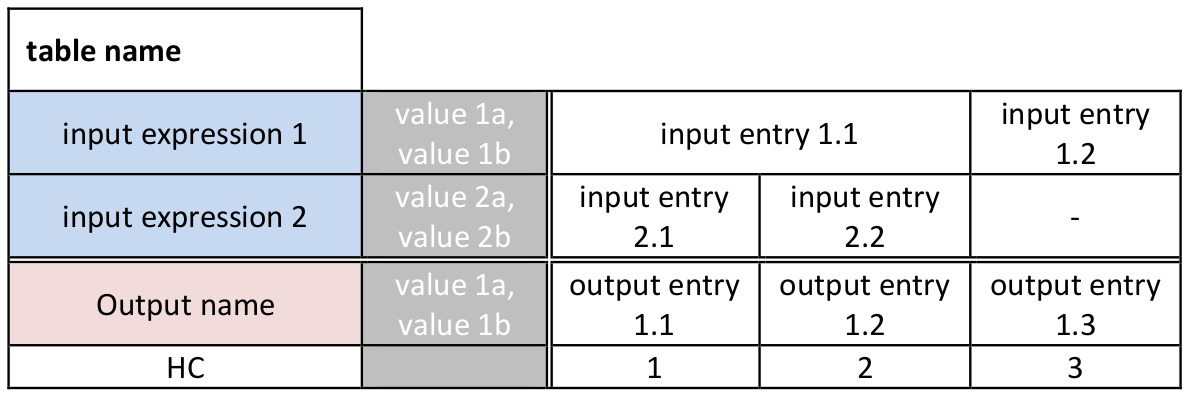 table name
input expression 1
value 1a,
value 1b
input entry 1.1
input entry
1.2
input expression 2
value 2a,
value 2b
input entry
2.1
input entry
2.2
-
Output name
value 1a,
value 1b
output entry
1.1
output entry
1.2
output entry
1.3
HC
1
2
3